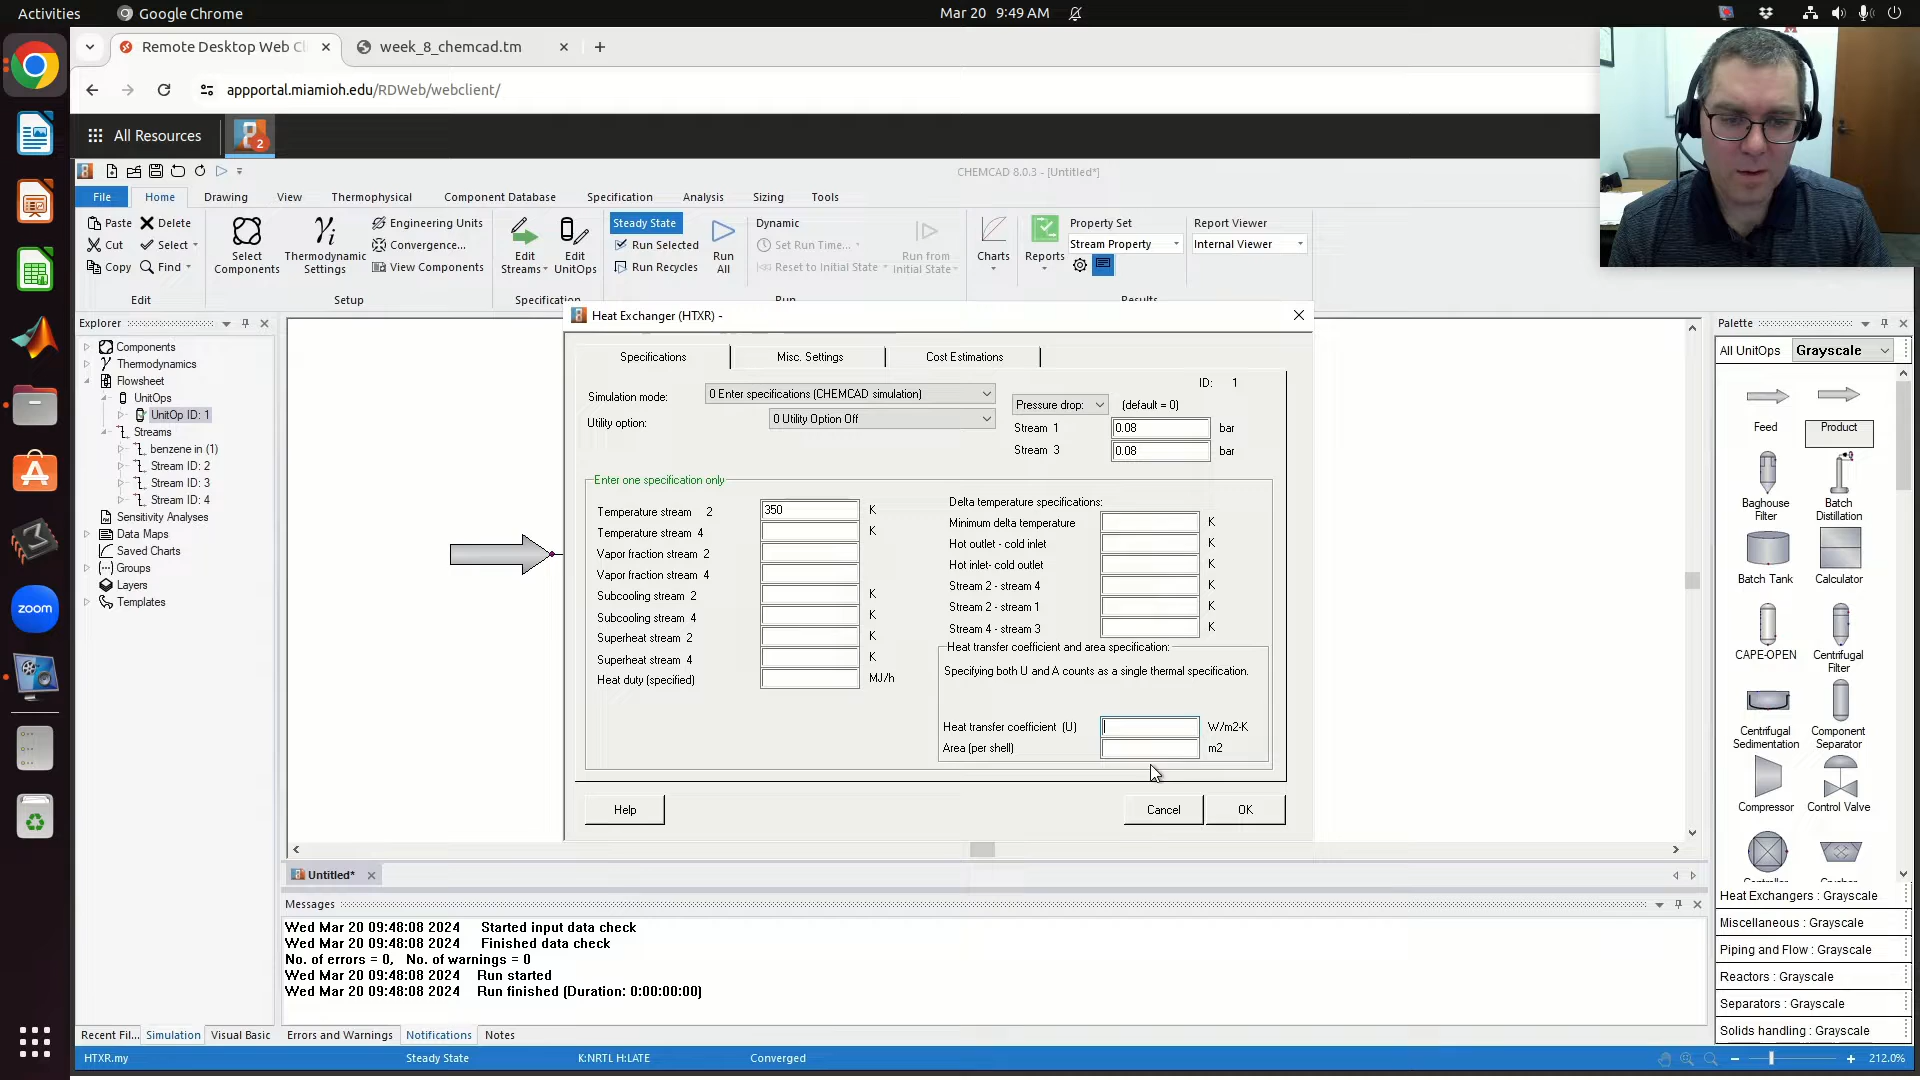 Activities
Google Chrome
Mar 20 9:49 AM
Remote Desktop Web Cl
week_8_chemcad.tm
appportal.miamioh.edu/RDWeb/webclient/
All Resources
2
CHEMCAD 8.0.3 - [Untitled*]
File
Home
Drawing
View
Thermophysical
Component Database
Specification
Analysis
Sizing
Tools
Paste
Delete
Cut
Select
Copy
Find
Edit
Select Components
Thermodynamic Settings
Engineering Units
Convergence...
View Components
Setup
Edit Streams
Edit UnitOps
Specification
Steady State
Run Selected
Run Recycles
Run All
Dynamic
Set Run Time...
Reset to Initial State
Run from Initial State
Run
Charts
Reports
Property Set
Stream Property
Results
Report Viewer
Internal Viewer
Explorer
Components
Thermodynamics
Flowsheet
UnitOps
UnitOp ID: 1
Streams
benzene in (1)
Stream ID: 2
Stream ID: 3
Stream ID: 4
Sensitivity Analyses
Data Maps
Saved Charts
Groups
Layers
Templates
Heat Exchanger (HTXR) -
Specifications
Misc. Settings
Cost Estimations
ID: 1
Simulation mode:
0 Enter specifications (CHEMCAD simulation)
Utility option:
0 Utility Option Off
Pressure drop:
(default = 0)
Stream 1
0.08
bar
Stream 3
0.08
bar
Enter one specification only
Temperature stream 2
350
K
Temperature stream 4
K
Vapor fraction stream 2
Vapor fraction stream 4
Subcooling stream 2
K
Subcooling stream 4
K
Superheat stream 2
K
Superheat stream 4
K
Heat duty (specified)
MJ/h
Delta temperature specifications:
Minimum delta temperature
K
Hot outlet - cold inlet
K
Hot inlet- cold outlet
K
Stream 2 - stream 4
K
Stream 2 - stream 1
K
Stream 4 - stream 3
K
Heat transfer coefficient and area specification:
Specifying both U and A counts as a single thermal specification.
Heat transfer coefficient (U)
W/m2-K
Area (per shell)
m2
Help
Cancel
OK
Palette
All UnitOps
Grayscale
Feed
Product
Baghouse Filter
Batch Distillation
Batch Tank
Calculator
CAPE-OPEN
Centrifugal Filter
Centrifugal Sedimentation
Component Separator
Compressor
Control Valve
Heat Exchangers : Grayscale
Miscellaneous : Grayscale
Piping and Flow : Grayscale
Reactors : Grayscale
Separators : Grayscale
Solids handling : Grayscale
Untitled*
Messages
Wed Mar 20 09:48:08 2024 Started input data check
Wed Mar 20 09:48:08 2024 Finished data check
No. of errors = 0, No. of warnings = 0
Wed Mar 20 09:48:08 2024 Run started
Wed Mar 20 09:48:08 2024 Run finished (Duration: 0:00:00:00)
Recent Fil...
Simulation
Visual Basic
Errors and Warnings
Notifications
Notes
HTXR.my
Steady State
K:NRTL H:LATE
Converged
212.0%
zoom